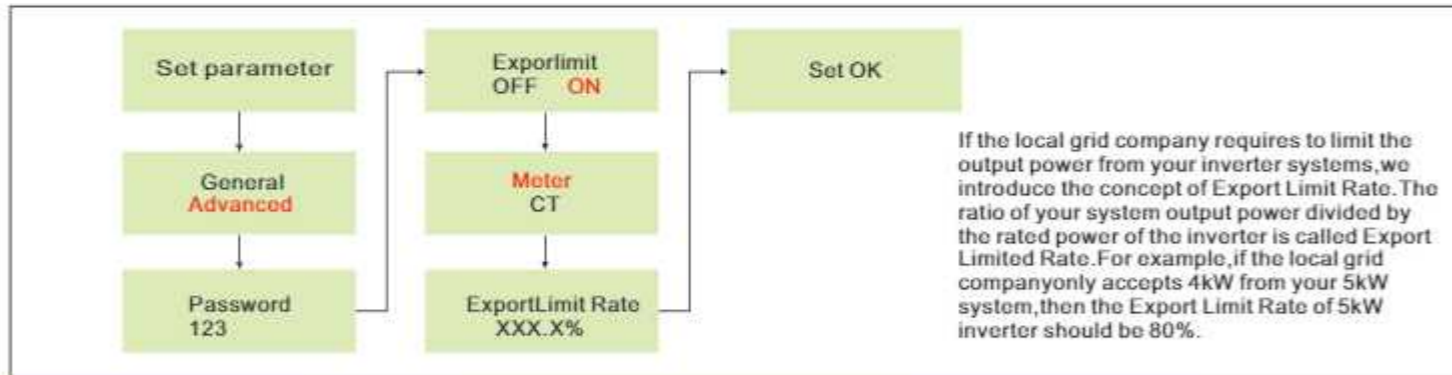 Set parameter
General
Advanced
Password
123
Exporlimit
OFF ON
Meter
CT
ExportLimit Rate
XXX.X%
Set OK
If the local grid company requires to limit the
output power from your inverter systems,we
introduce the concept of Export Limit Rate.The
ratio of your system output power divided by
the rated power of the inverter is called Export
Limited Rate.For example,if the local grid
companyonly accepts 4kW from your 5kW
system,then the Export Limit Rate of 5kW
inverter should be 80%.